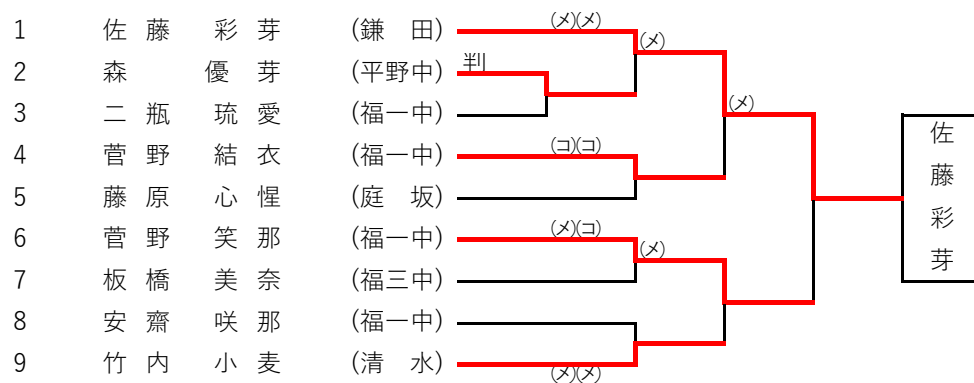 1 佐藤 彩芽 (鎌 田) (メ)(メ) (メ)
2 森 優芽 (平野中) 判
3 二瓶 琉愛 (福一中) (メ)
4 菅野 結衣 (福一中) (コ)(コ)
5 藤原 心惺 (庭 坂)
6 菅野 笑那 (福一中) (メ)(コ) (メ)
7 板橋 美奈 (福三中)
8 安齋 咲那 (福一中)
9 竹内 小麦 (清 水) (メ)(メ)
佐藤彩芽